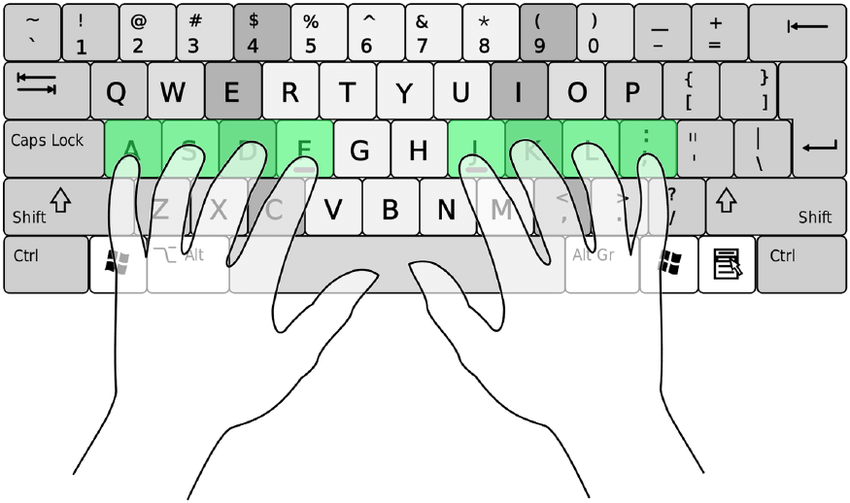 ~ ! @ # $ % ^ & * ( ) _ +
` 1 2 3 4 5 6 7 8 9 0 - =
Q W E R T Y U I O P { }
[ ]
Caps Lock A S D F G H J K L : " |
; ' \
Shift Z X C V B N M < > ? Shift
, . /
Ctrl Alt Alt Gr Ctrl